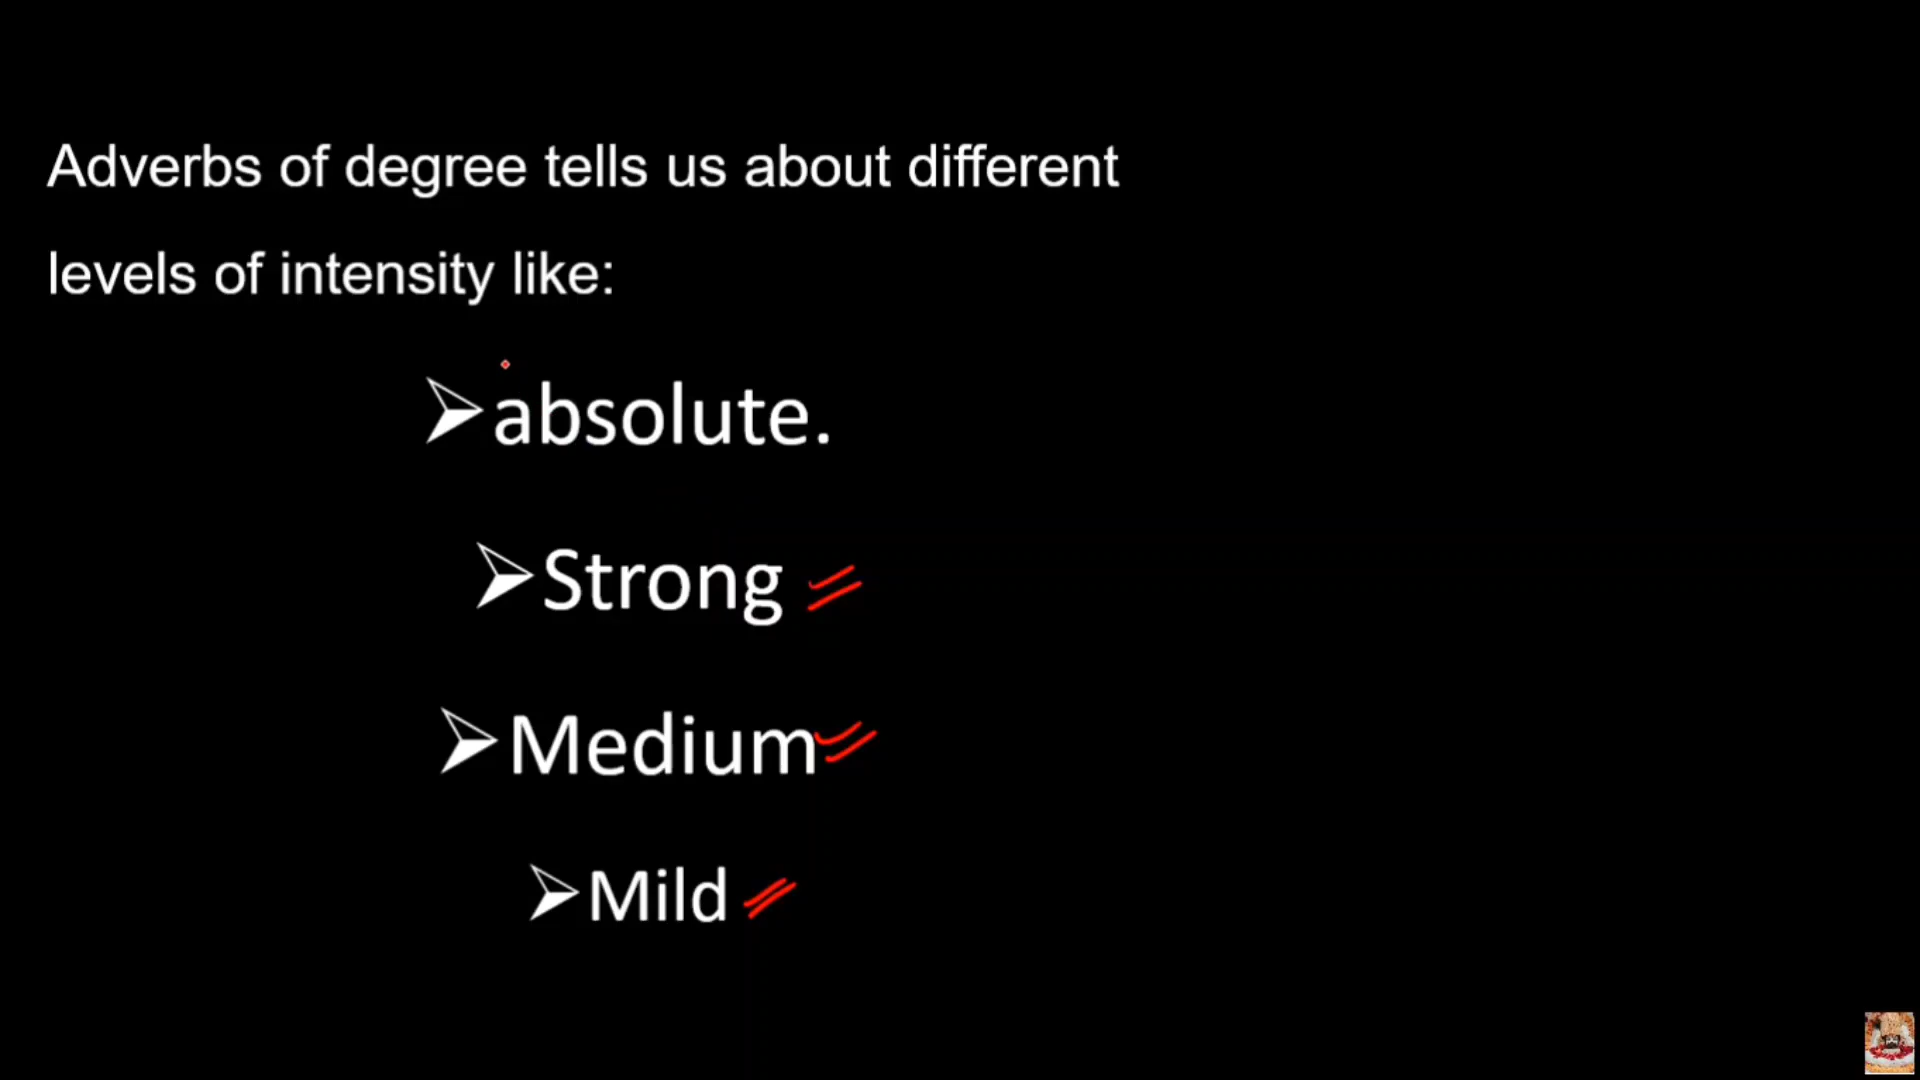 Adverbs of degree tells us about different
levels of intensity like:
➢absolute.
➢Strong
➢Medium
➢Mild